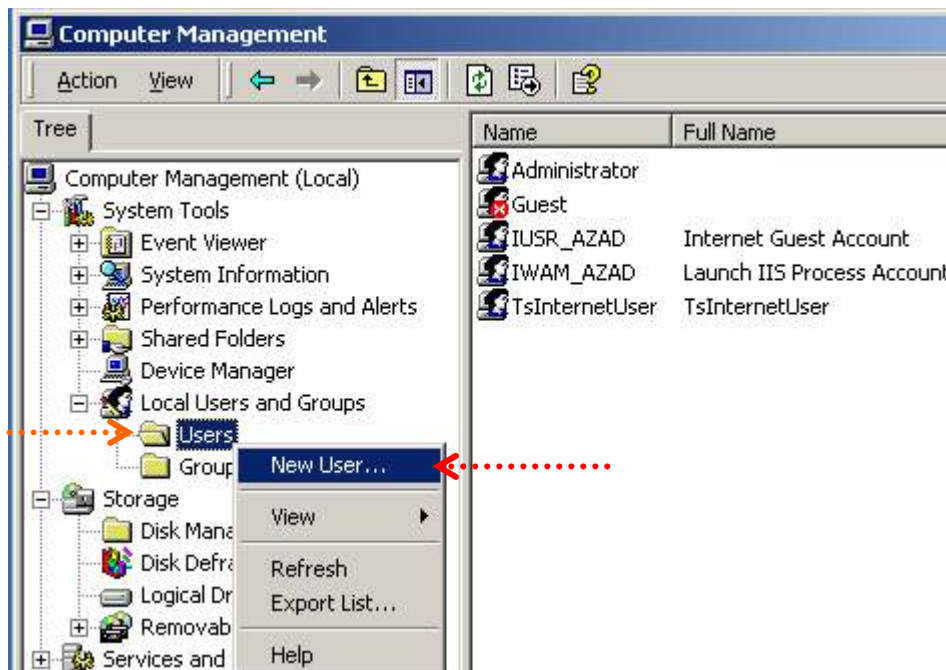 Computer Management
Action View
Tree
Name Full Name
Computer Management (Local)
System Tools
Event Viewer
System Information
Performance Logs and Alerts
Shared Folders
Device Manager
Local Users and Groups
Users
Group
Storage
Disk Mana
Disk Defra
Logical Dr
Removab
Services and
New User...
View
Refresh
Export List...
Help
Administrator
Guest
IUSR_AZAD Internet Guest Account
IWAM_AZAD Launch IIS Process Account
TsInternetUser TsInternetUser